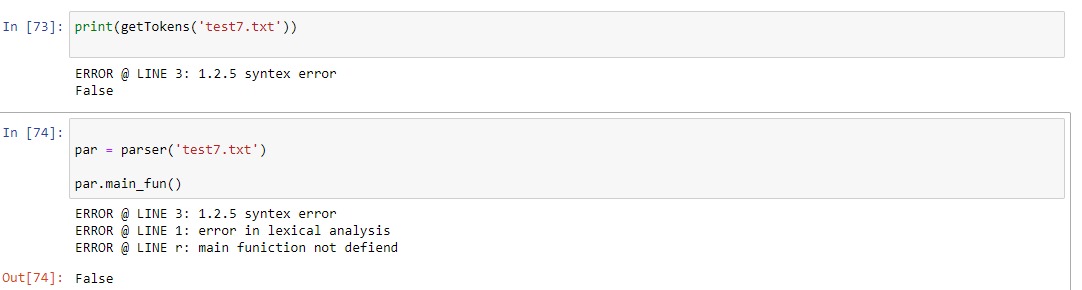 In [73]: print(getTokens('test7.txt'))
ERROR @ LINE 3: 1.2.5 syntex error
False
In [74]:
par = parser('test7.txt')
par.main_fun()
ERROR @ LINE 3: 1.2.5 syntex error
ERROR @ LINE 1: error in lexical analysis
ERROR @ LINE r: main funiction not defiend
Out[74]: False